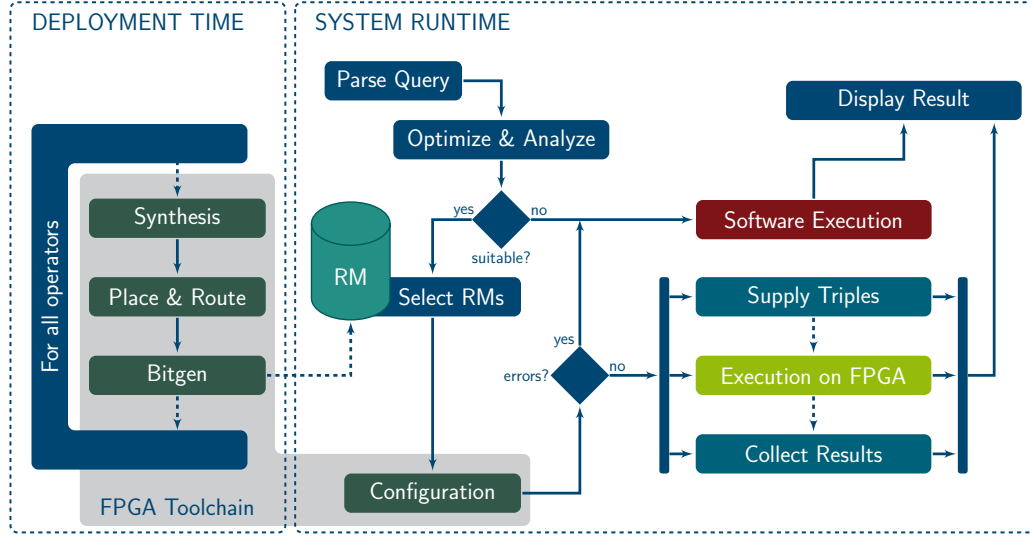 DEPLOYMENT TIME
For all operators
Synthesis
Place & Route
Bitgen
FPGA Toolchain
SYSTEM RUNTIME
Parse Query
Optimize & Analyze
yes
no
suitable?
RM
Select RMs
Configuration
errors?
yes
no
Software Execution
Display Result
Supply Triples
Execution on FPGA
Collect Results